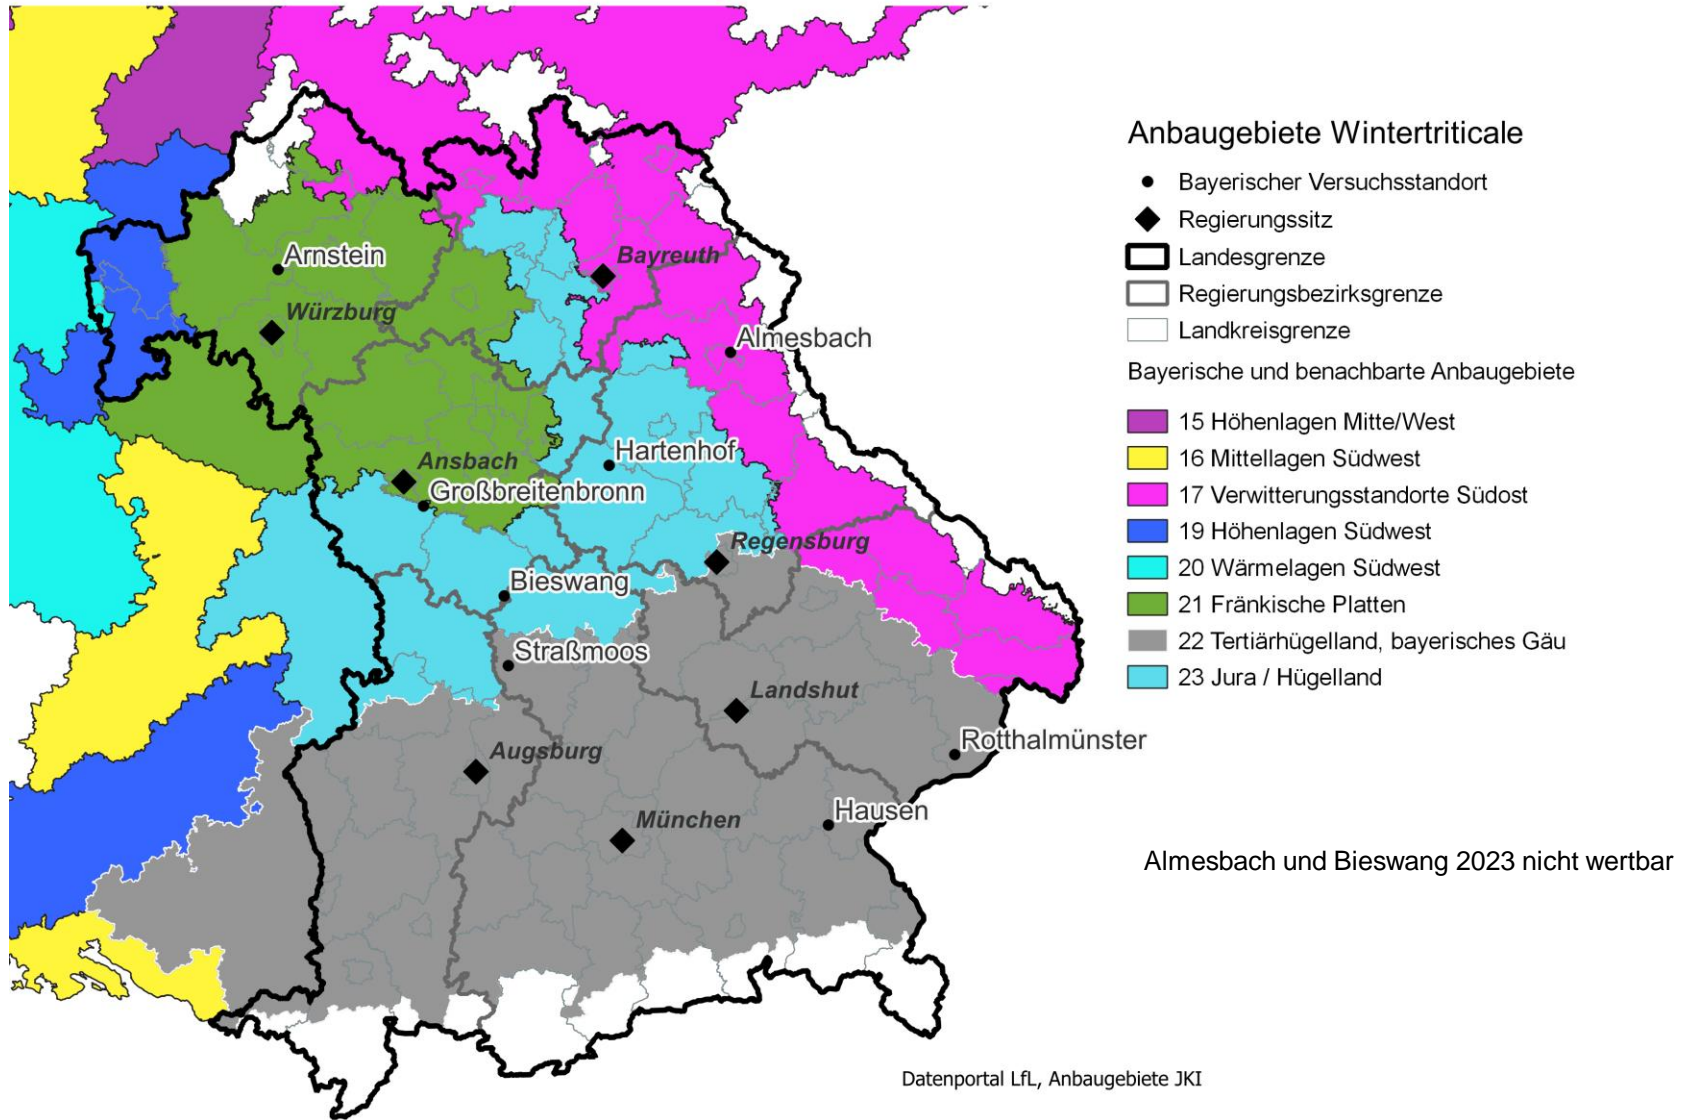 Anbaugebiete Wintertriticale
Bayerischer Versuchsstandort
Regierungssitz
Landesgrenze
Regierungsbezirksgrenze
Landkreisgrenze
Bayerische und benachbarte Anbaugebiete
15 Höhenlagen Mitte/West
16 Mittellagen Südwest
17 Verwitterungsstandorte Südost
19 Höhenlagen Südwest
20 Wärmelagen Südwest
21 Fränkische Platten
22 Tertiärhügelland, bayerisches Gäu
23 Jura / Hügelland
Arnstein
Bayreuth
Würzburg
Almesbach
Hartenhof
Ansbach
Großbreitenbronn
Regensburg
Bieswang
Straßmoos
Landshut
Rotthalmünster
Augsburg
Hausen
München
Almesbach und Bieswang 2023 nicht wertbar
Datenportal LfL, Anbaugebiete JKI